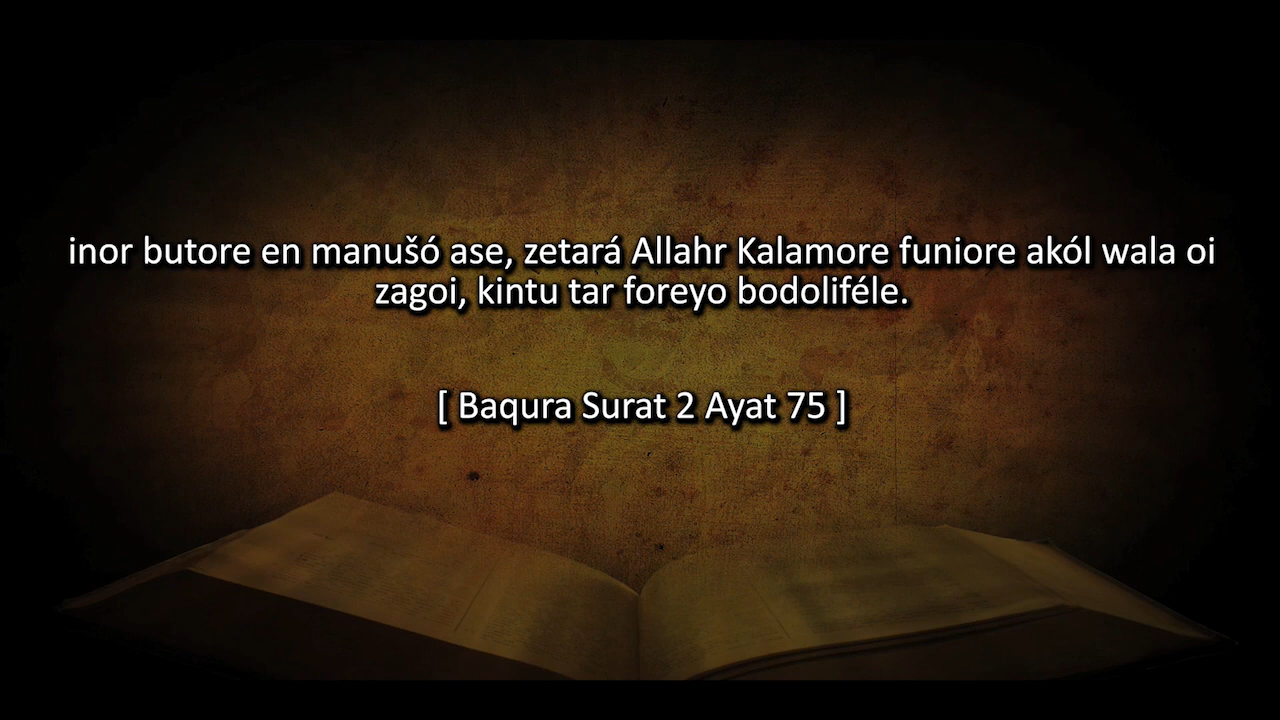 inor butore en manušó ase, zetará Allahr Kalamore funiore akól wala oi
zagoi, kintu tar foreyo bodoliféle.
[ Baqura Surat 2 Ayat 75 ]